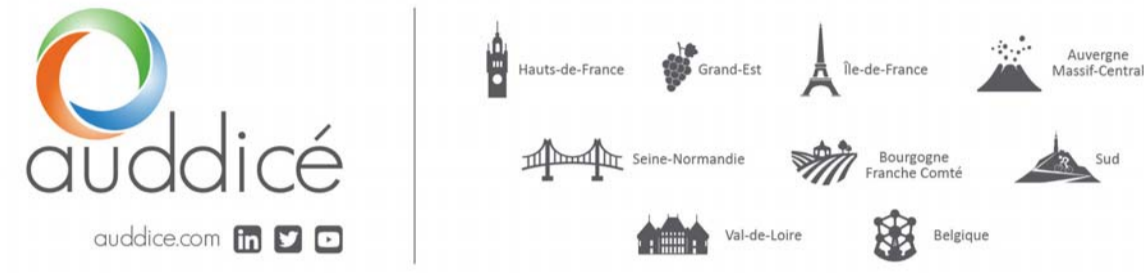 auddicé
auddice.com in
Hauts-de-France
Grand-Est
Île-de-France
Auvergne
Massif-Central
Seine-Normandie
Bourgogne
Franche Comté
Sud
Val-de-Loire
Belgique